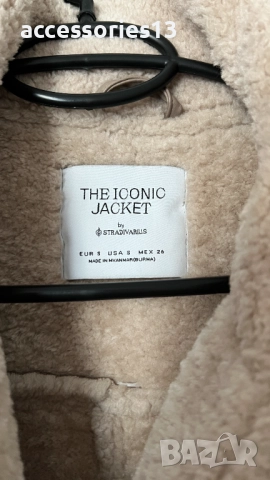 accessories13
THE ICONIC
JACKET
by
STRADIVARIUS
EUR S USA S MEX 26
MADE IN MYANMAR(BURMA)
bazar